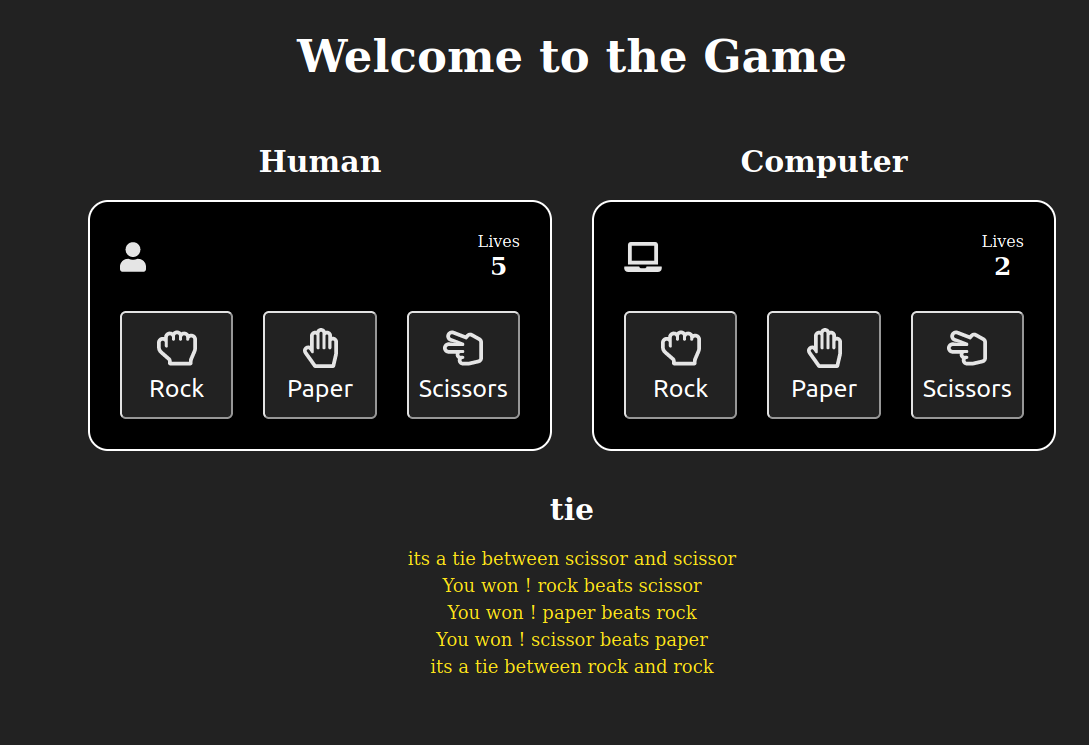 Welcome to the Game
Human
Computer
Lives
5
Rock
Paper
Scissors
Lives
2
Rock
Paper
Scissors
tie
its a tie between scissor and scissor
You won ! rock beats scissor
You won ! paper beats rock
You won ! scissor beats paper
its a tie between rock and rock